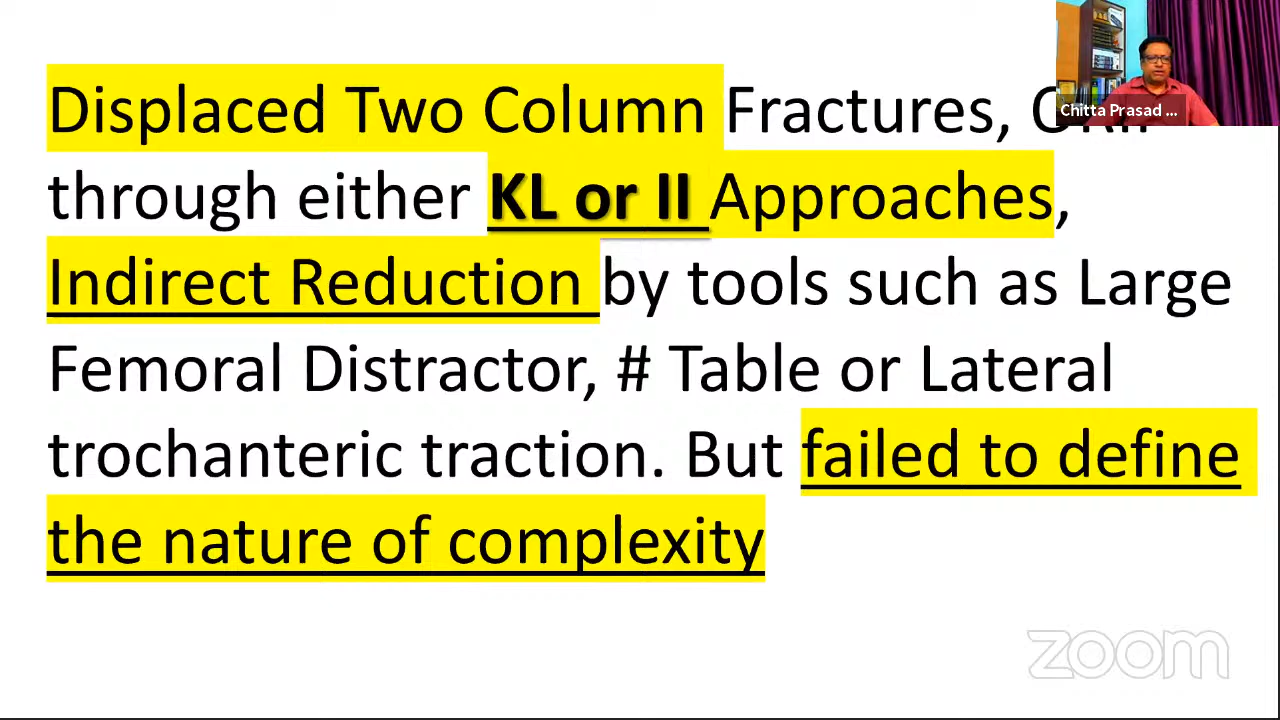 Displaced Two Column Fractures,
through either KL or II Approaches,
Indirect Reduction by tools such as Large
Femoral Distractor, # Table or Lateral
trochanteric traction. But failed to define
the nature of complexity
Chitta Prasad ...
zoom